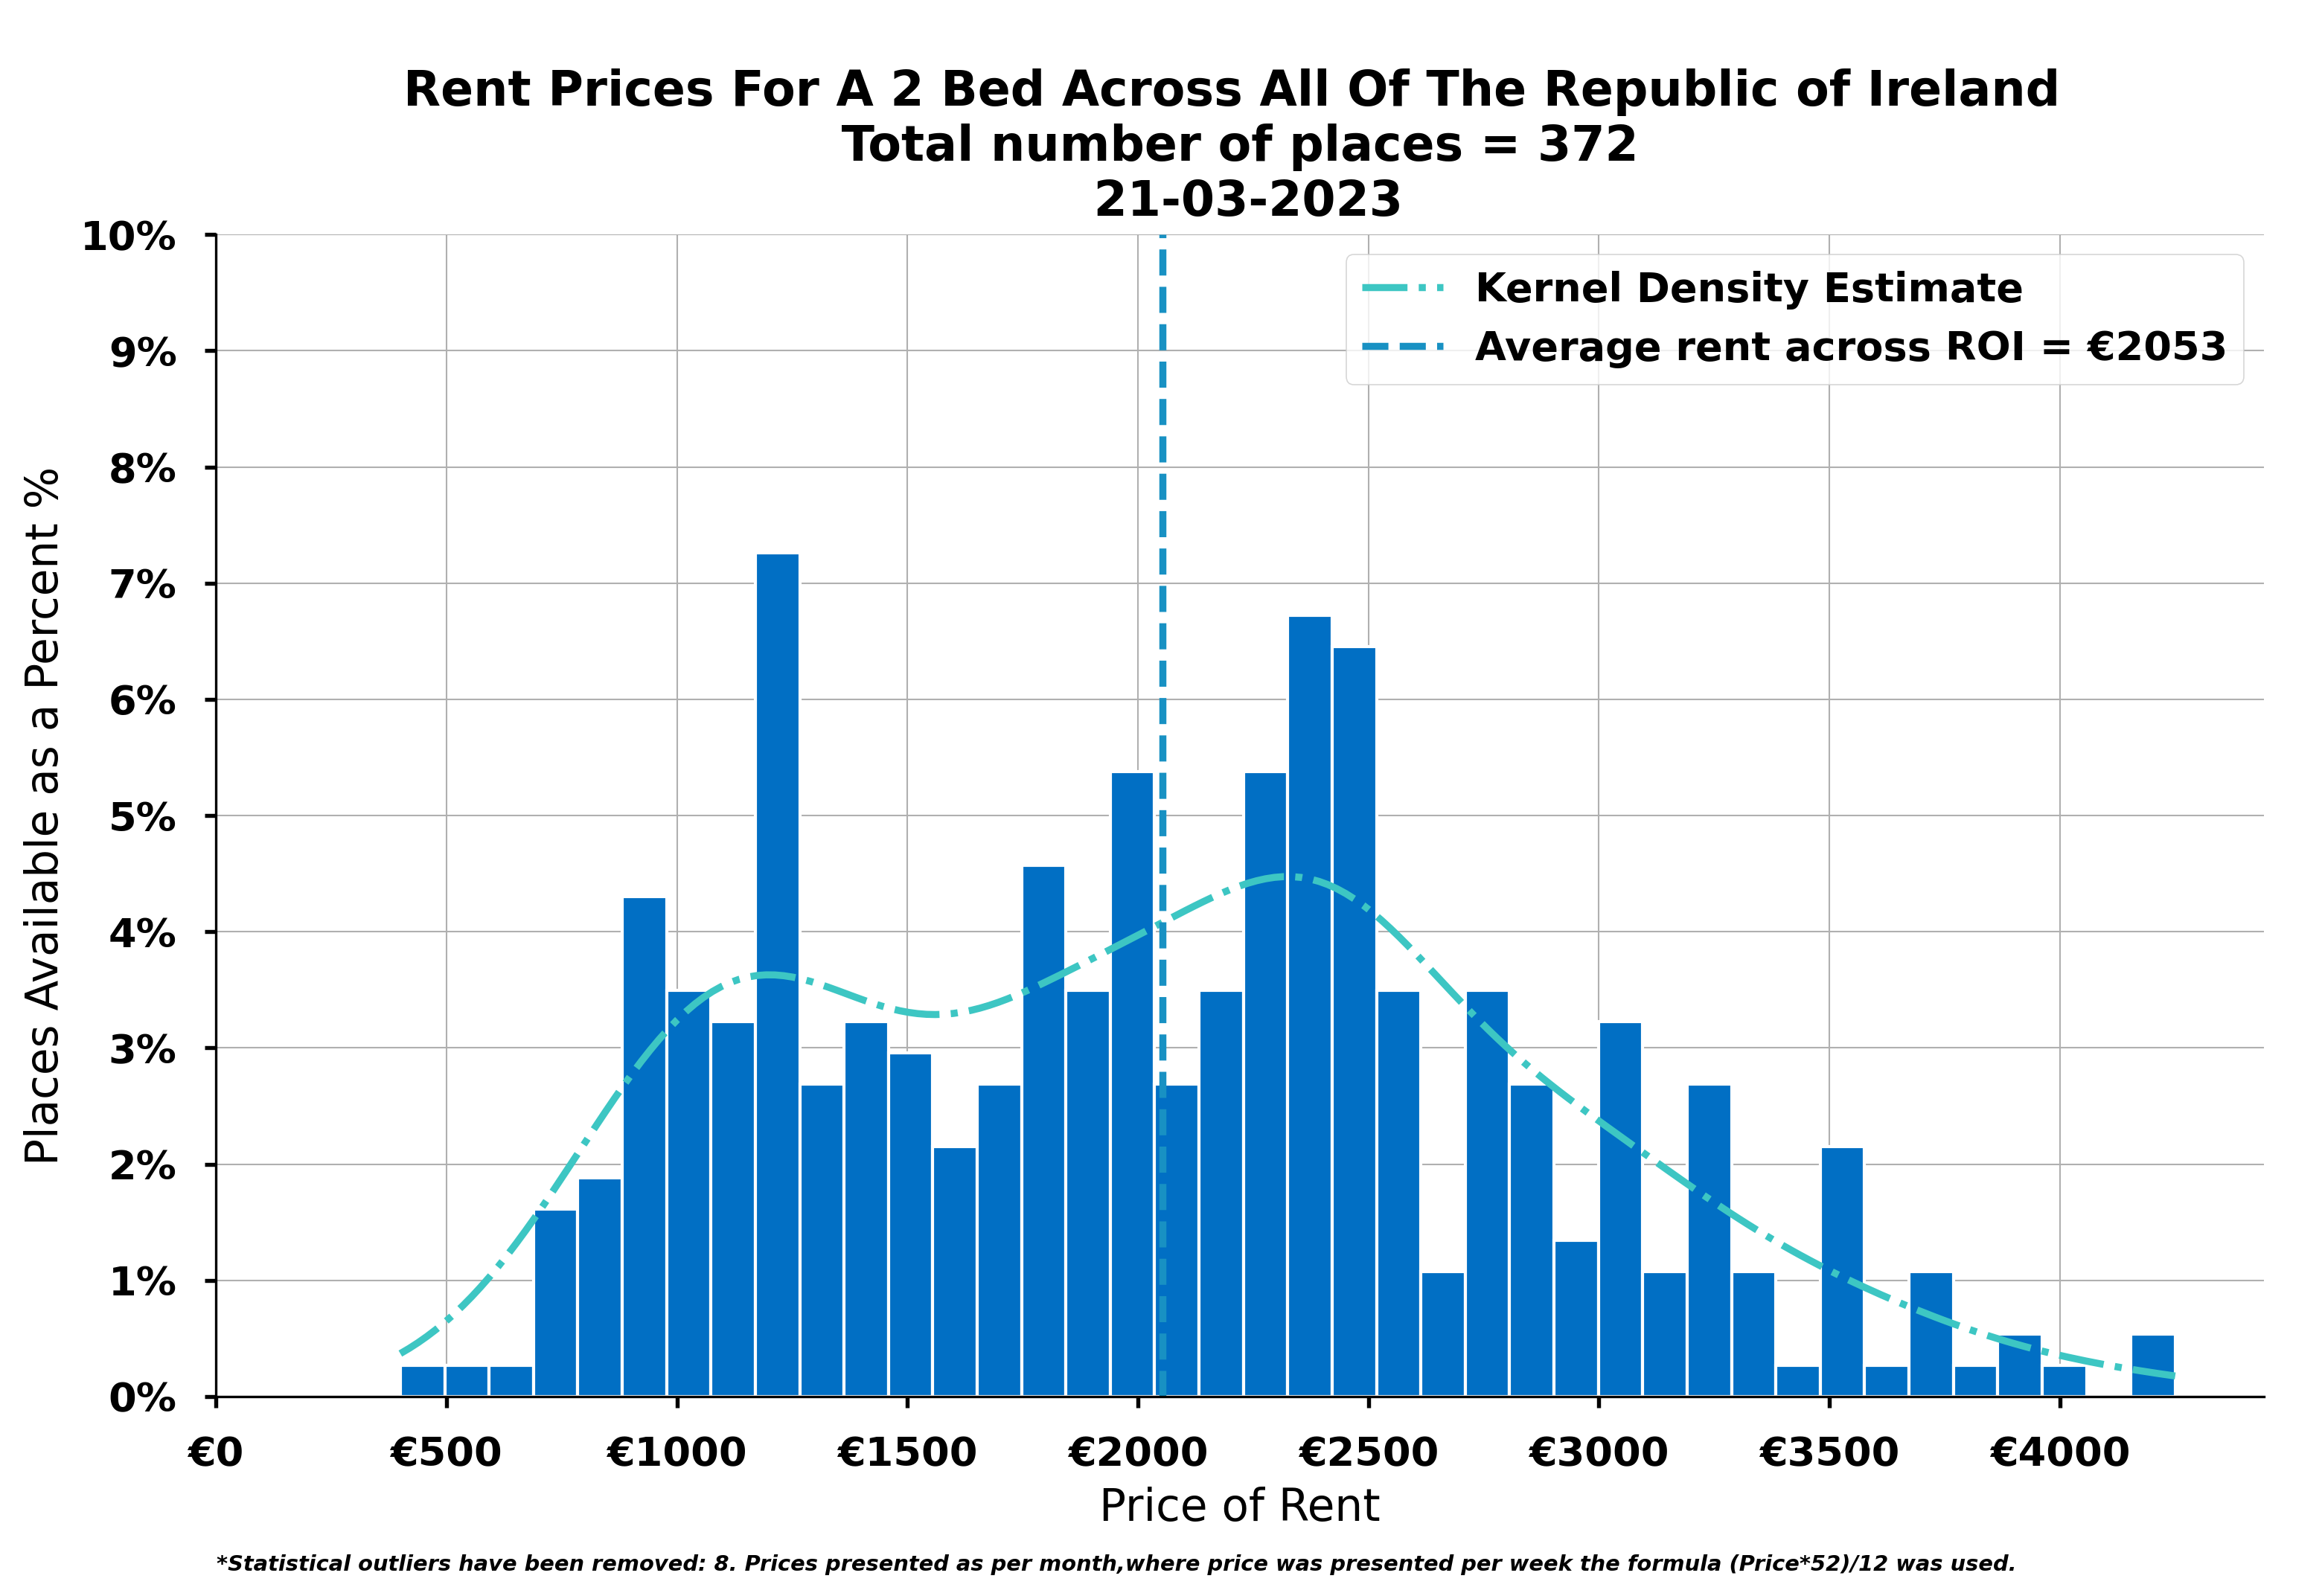 Rent Prices For A 2 Bed Across All Of The Republic of Ireland
Total number of places = 372
21-03-2023
Kernel Density Estimate
Average rent across ROI = €2053
Places Available as a Percent %
10%
9%
8%
7%
6%
5%
4%
3%
2%
1%
0%
€0 €500 €1000 €1500 €2000 €2500 €3000 €3500 €4000
Price of Rent
*Statistical outliers have been removed: 8. Prices presented as per month,where price was presented per week the formula (Price*52)/12 was used.